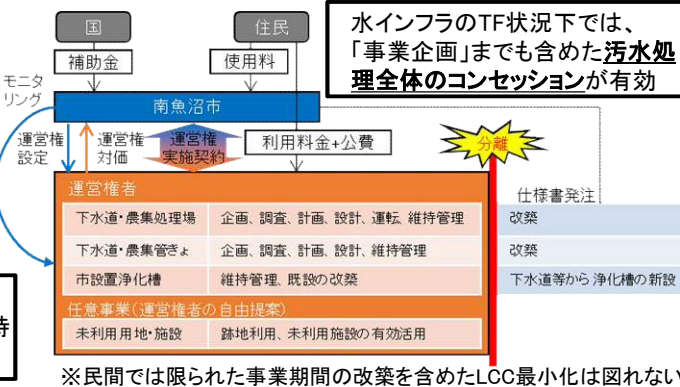 国
住民
水インフラのTF状況下では、
「事業企画」までも含めた汚水処
理全体のコンセッションが有効
補助金
使用料
モニタ
リング
南魚沼市
運営権
設定
運営権
対価
運営権
実施契約
利用料金+公費
分離
運営権者
仕様書発注
下水道・農集処理場 企画、調査、計画、設計、運転、維持管理 改築
下水道・農集管きょ 企画、調査、計画、設計、維持管理 改築
市設置浄化槽 維持管理、既設の改築 下水道等から浄化槽の新設
任意事業(運営権者の自由提案)
未利用用地・施設 跡地利用、未利用施設の有効活用
※民間では限られた事業期間の改築を含めたLCC最小化は図れない